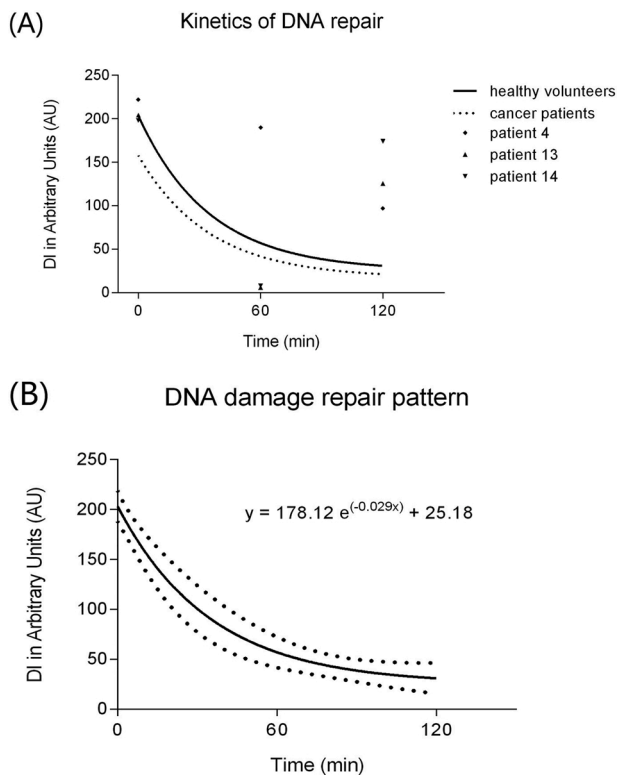 (A)
Kinetics of DNA repair
DI in Arbitrary Units (AU)
250
200
150
100
50
0
0 60 120
Time (min)
healthy volunteers
cancer patients
patient 4
patient 13
patient 14
(B)
DNA damage repair pattern
DI in Arbitrary Units (AU)
250
200
150
100
50
0
y = 178.12 e(-0.029x) + 25.18
0 60 120
Time (min)